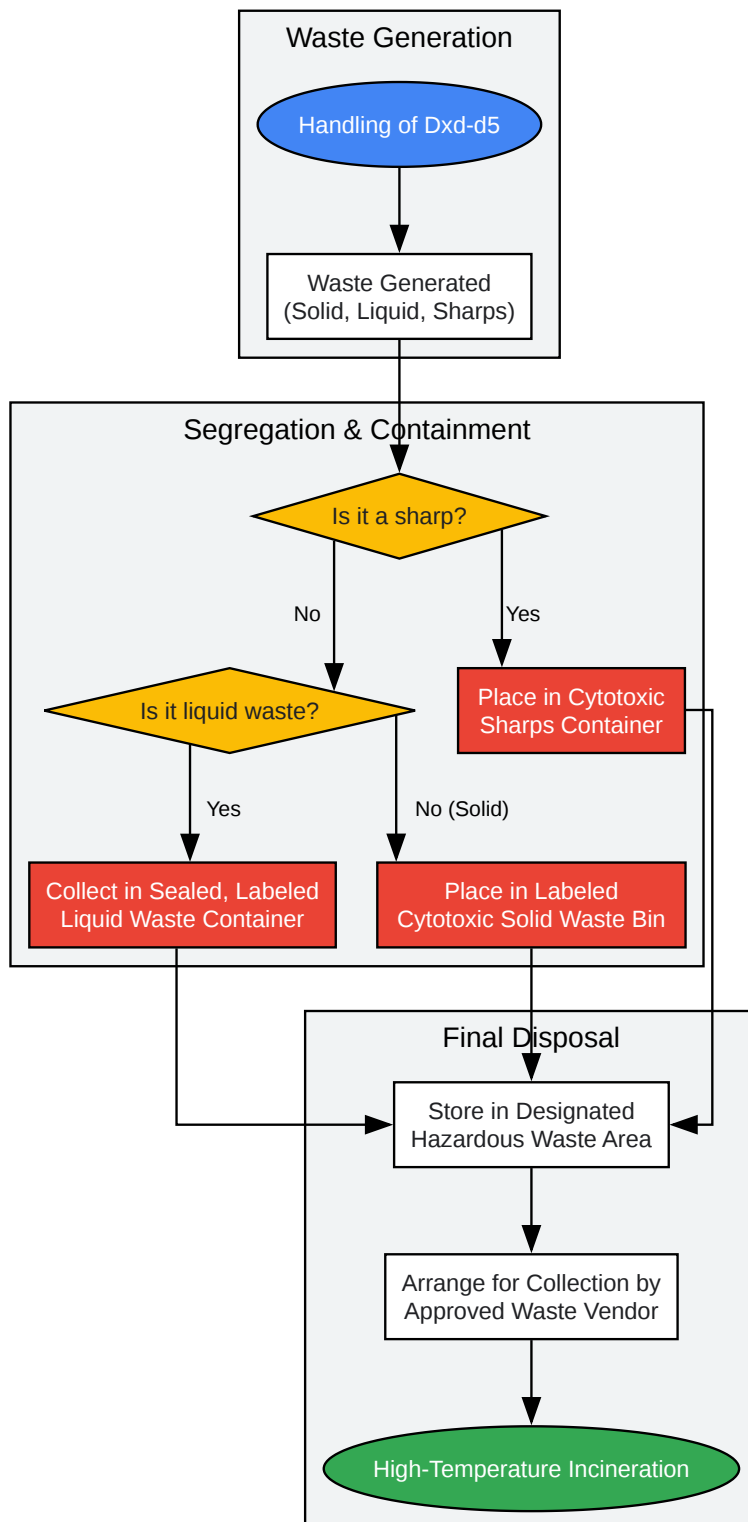 Waste Generation
Handling of Dxd-d5
Waste Generated
(Solid, Liquid, Sharps)
Segregation & Containment
Is it a sharp?
No
Yes
Is it liquid waste?
Place in Cytotoxic
Sharps Container
Yes
No (Solid)
Collect in Sealed, Labeled
Liquid Waste Container
Place in Labeled
Cytotoxic Solid Waste Bin
Final Disposal
Store in Designated
Hazardous Waste Area
Arrange for Collection by
Approved Waste Vendor
High-Temperature Incineration